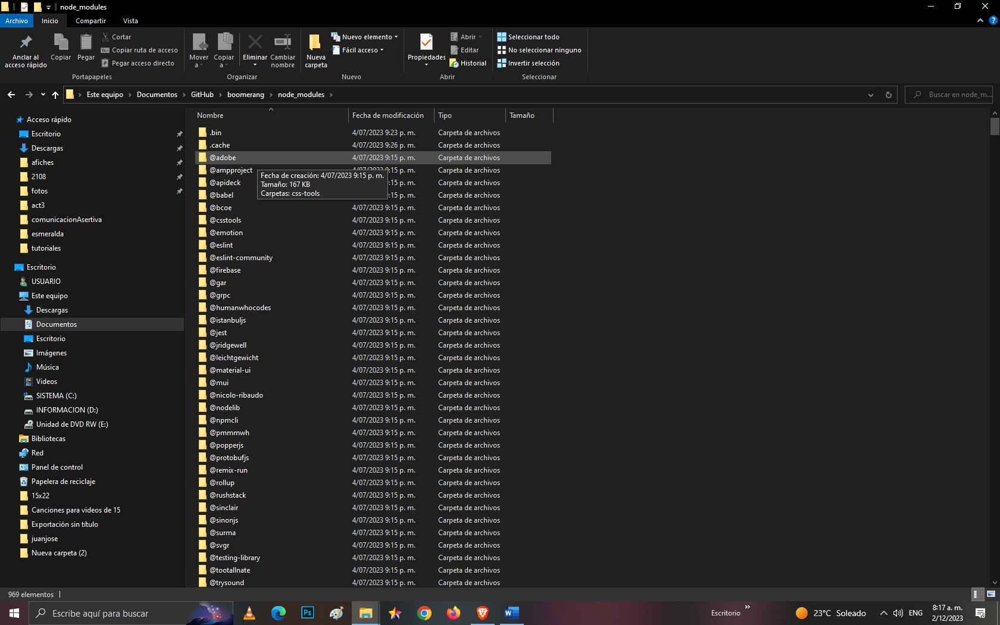 node_modules
Archivo Inicio Compartir Vista
Anclar al acceso rápido
Copiar
Pegar
Cortar
Copiar ruta de acceso
Pegar acceso directo
Portapapeles
Mover a
Copiar a
Eliminar
Cambiar nombre
Organizar
Nueva carpeta
Nuevo elemento
Fácil acceso
Nuevo
Propiedades
Abrir
Editar
Historial
Abrir
Seleccionar todo
No seleccionar ninguno
Invertir selección
Seleccionar
Este equipo > Documentos > GitHub > boomerang > node_modules >
Buscar en node_m...
Acceso rápido
Escritorio
Descargas
afiches
2108
fotos
act3
comunicacionAsertiva
esmeralda
tutoriales
Escritorio
USUARIO
Este equipo
Descargas
Documentos
Escritorio
Imágenes
Música
Videos
SISTEMA (C:)
INFORMACION (D:)
Unidad de DVD RW (E:)
Bibliotecas
Red
Panel de control
Papelera de reciclaje
15x22
Canciones para videos de 15
Exportación sin título
juanjose
Nueva carpeta (2)
Nombre Fecha de modificación Tipo Tamaño
.bin 4/07/2023 9:23 p. m. Carpeta de archivos
.cache 4/07/2023 9:26 p. m. Carpeta de archivos
@adobe 4/07/2023 9:15 p. m. Carpeta de archivos
@ampproject Carpeta de archivos
@apideck 9:15 p. m. Carpeta de archivos
@babel 9:15 p. m. Carpeta de archivos
Fecha de creación: 4/07/2023 9:15 p. m.
Tamaño: 167 KB
Carpetas: css-tools
@bcoe 4/07/2023 9:15 p. m. Carpeta de archivos
@csstools 4/07/2023 9:15 p. m. Carpeta de archivos
@emotion 4/07/2023 9:15 p. m. Carpeta de archivos
@eslint 4/07/2023 9:15 p. m. Carpeta de archivos
@eslint-community 4/07/2023 9:15 p. m. Carpeta de archivos
@firebase 4/07/2023 9:15 p. m. Carpeta de archivos
@gar 4/07/2023 9:15 p. m. Carpeta de archivos
@grpc 4/07/2023 9:15 p. m. Carpeta de archivos
@humanwhocodes 4/07/2023 9:15 p. m. Carpeta de archivos
@istanbuljs 4/07/2023 9:15 p. m. Carpeta de archivos
@jest 4/07/2023 9:15 p. m. Carpeta de archivos
@jridgewell 4/07/2023 9:15 p. m. Carpeta de archivos
@leichtgewicht 4/07/2023 9:15 p. m. Carpeta de archivos
@material-ui 4/07/2023 9:15 p. m. Carpeta de archivos
@mui 4/07/2023 9:15 p. m. Carpeta de archivos
@nicolo-ribaudo 4/07/2023 9:15 p. m. Carpeta de archivos
@nodelib 4/07/2023 9:15 p. m. Carpeta de archivos
@npmcli 4/07/2023 9:15 p. m. Carpeta de archivos
@pmmmwh 4/07/2023 9:15 p. m. Carpeta de archivos
@popperjs 4/07/2023 9:15 p. m. Carpeta de archivos
@protobufjs 4/07/2023 9:15 p. m. Carpeta de archivos
@remix-run 4/07/2023 9:15 p. m. Carpeta de archivos
@rollup 4/07/2023 9:15 p. m. Carpeta de archivos
@rushstack 4/07/2023 9:15 p. m. Carpeta de archivos
@sinclair 4/07/2023 9:15 p. m. Carpeta de archivos
@sinonjs 4/07/2023 9:15 p. m. Carpeta de archivos
@surma 4/07/2023 9:15 p. m. Carpeta de archivos
@svgr 4/07/2023 9:15 p. m. Carpeta de archivos
@testing-library 4/07/2023 9:15 p. m. Carpeta de archivos
@tootallnate 4/07/2023 9:15 p. m. Carpeta de archivos
@trysound 4/07/2023 9:15 p. m. Carpeta de archivos
969 elementos
Escribe aquí para buscar
Ps
Escritorio
23°C Soleado
ENG
8:17 a. m.
2/12/2023